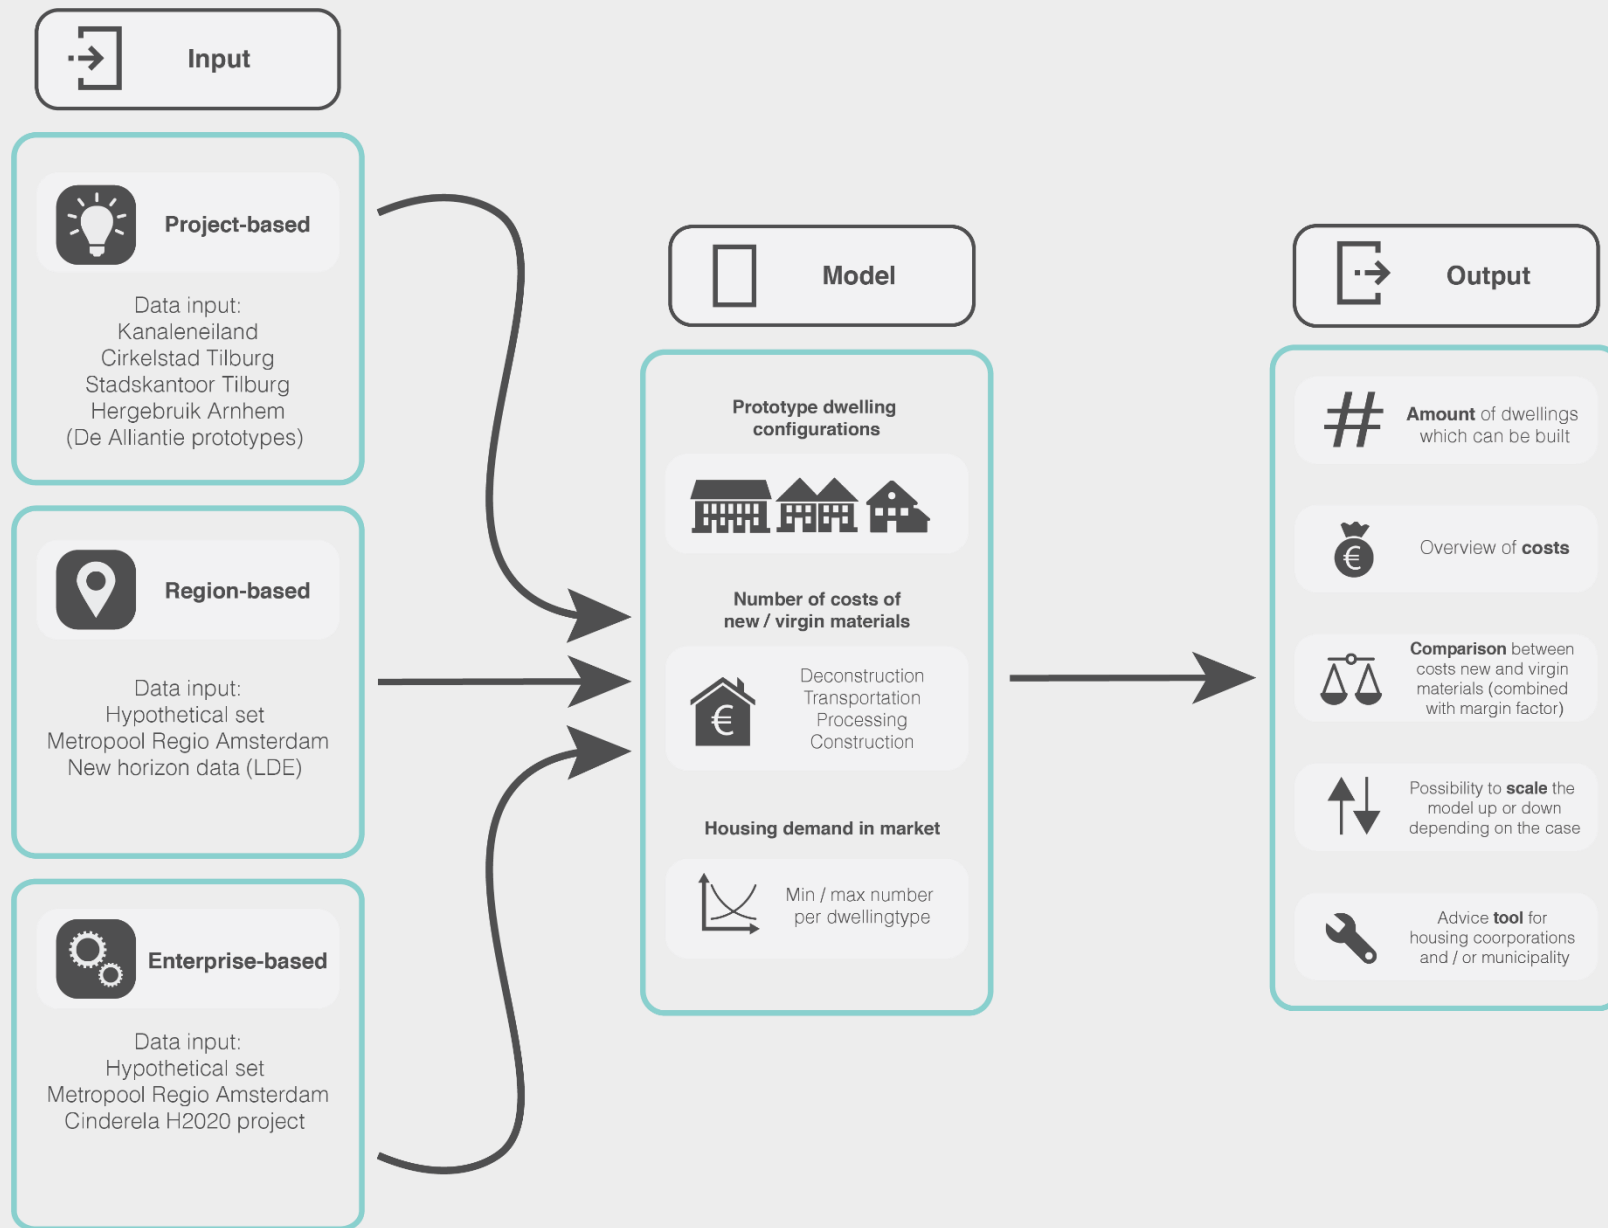 Input
Project-based
Data input:
Kanaleneiland
Cirkelstad Tilburg
Stadskantoor Tilburg
Hergebruik Arnhem
(De Alliantie prototypes)
Region-based
Data input:
Hypothetical set
Metropool Regio Amsterdam
New horizon data (LDE)
Enterprise-based
Data input:
Hypothetical set
Metropool Regio Amsterdam
Cinderela H2020 project
Model
Prototype dwelling
configurations
Number of costs of
new / virgin materials
€
Deconstruction
Transportation
Processing
Construction
Housing demand in market
Min / max number
per dwellingtype
Output
#
Amount of dwellings
which can be built
€
Overview of costs
Comparison between
costs new and virgin
materials (combined
with margin factor)
Possibility to scale the
model up or down
depending on the case
Advice tool for
housing coorporations
and / or municipality